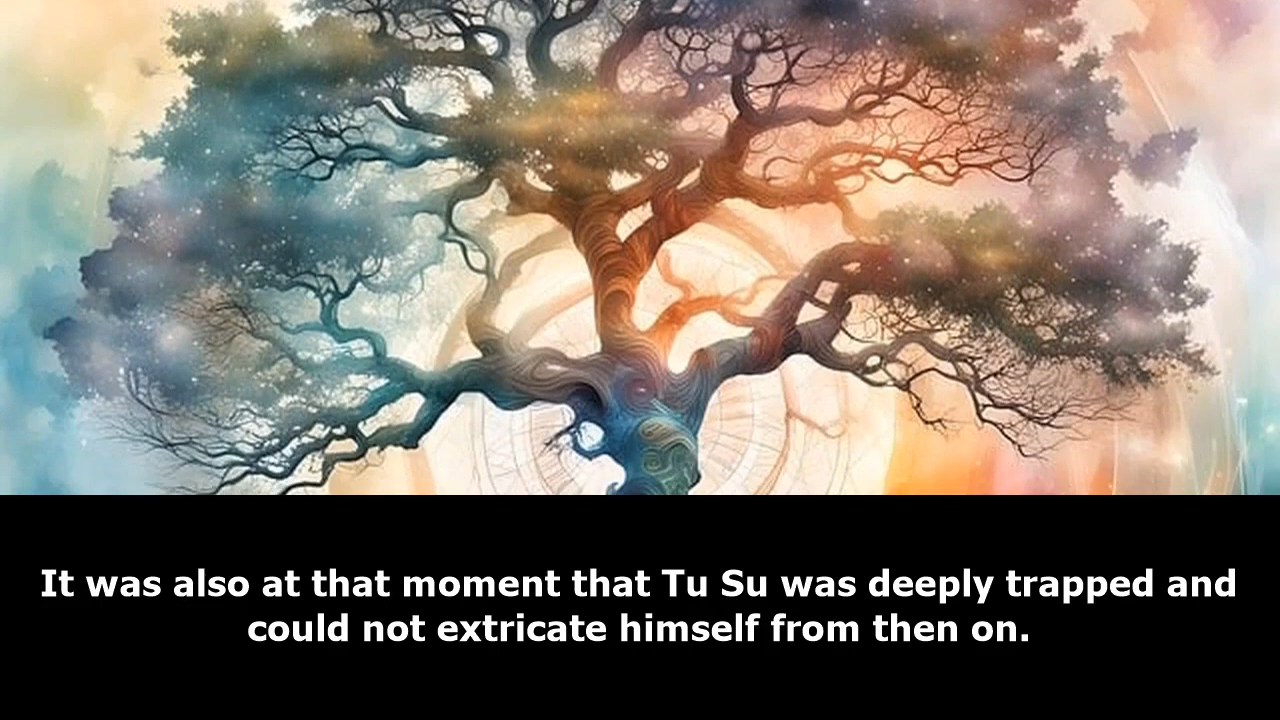 It was also at that moment that Tu Su was deeply trapped and
could not extricate himself from then on.